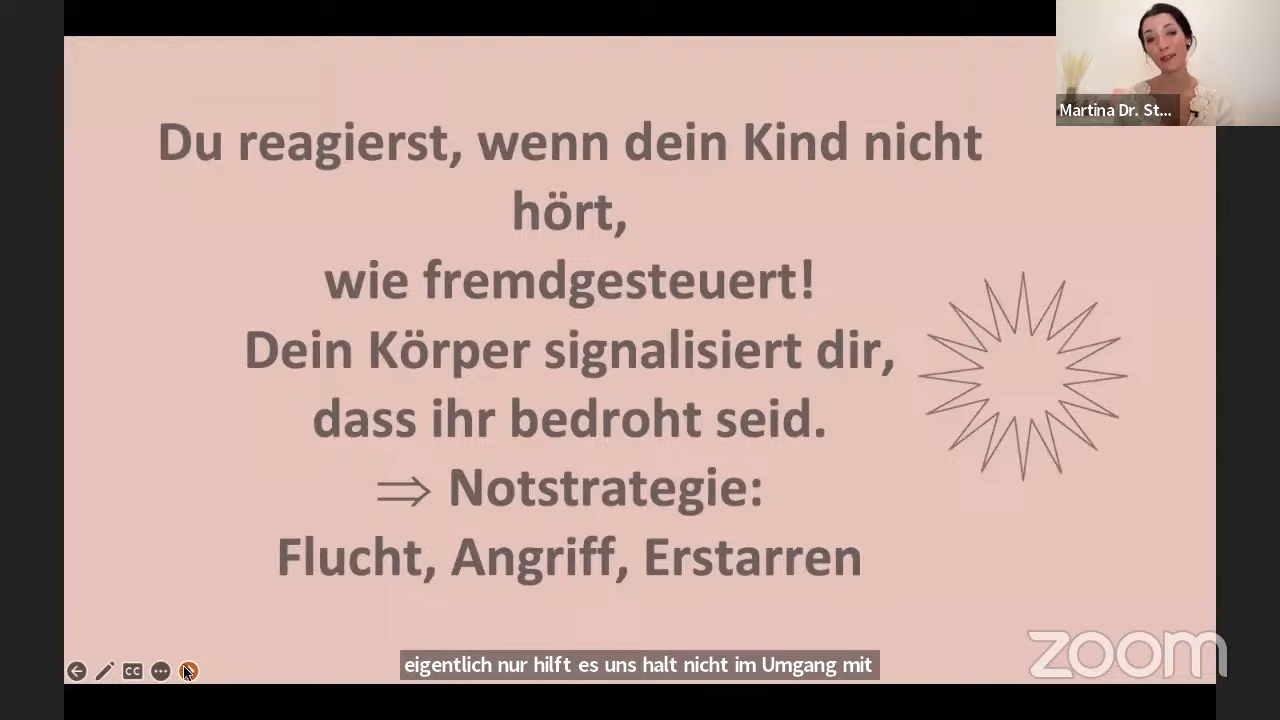 Martina Dr. St...
Du reagierst, wenn dein Kind nicht
hört,
wie fremdgesteuert!
Dein Körper signalisiert dir,
dass ihr bedroht seid.
⇒ Notstrategie:
Flucht, Angriff, Erstarren
CC
eigentlich nur hilft es uns halt nicht im Umgang mit
zoom